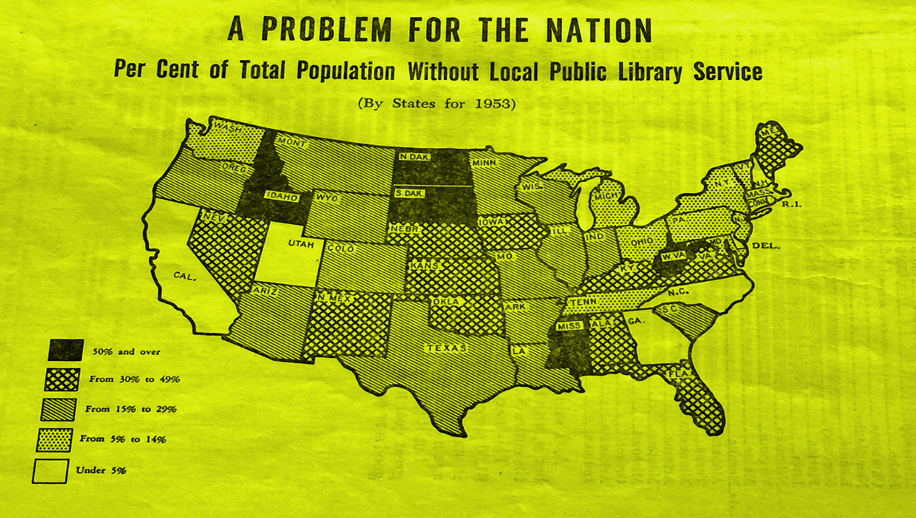 A PROBLEM FOR THE NATION
Per Cent of Total Population Without Local Public Library Service
(By States for 1953)
WASH.
MONT.
N.DAK.
MINN.
ME.
OREG.
IDAHO
WYO.
S.DAK.
WIS.
MICH.
N.Y.
VT.
N.H.
MASS.
CONN.
R.I.
NEV.
UTAH
COLO.
NEBR.
IOWA
ILL.
IND.
OHIO
PA.
N.J.
MD.
DEL.
CAL.
KANS.
MO.
KY.
W.VA.
VA.
ARIZ.
N.MEX.
OKLA.
ARK.
TENN.
N.C.
S.C.
TEXAS
LA.
MISS.
ALA.
GA.
FLA.
50% and over
From 30% to 49%
From 15% to 29%
From 5% to 14%
Under 5%